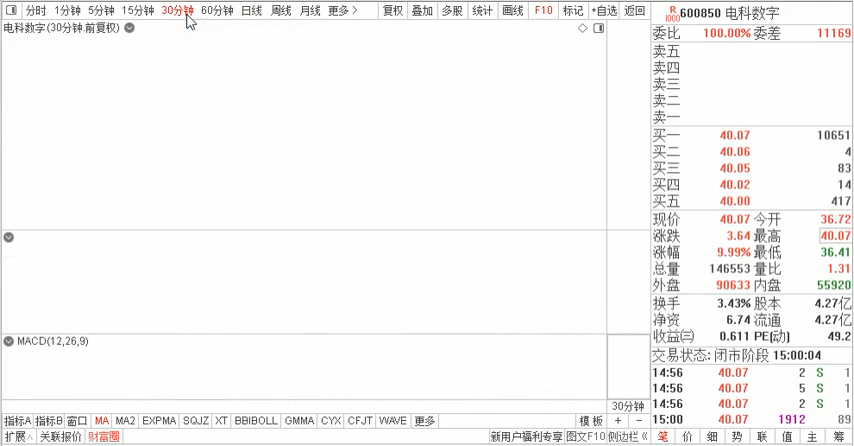 分时 1分钟 5分钟 15分钟 30分钟 60分钟 日线 周线 月线 更多 复权 叠加 多股 统计 画线 F10 标记 +自选 返回
R 1000 600850 电科数字
电科数字(30分钟.前复权)
委比 100.00% 委差 11169
卖五
卖四
卖三
卖二
卖一
买一 40.07 10651
买二 40.06 4
买三 40.05 83
买四 40.02 14
买五 40.00 417
现价 40.07 今开 36.72
涨跌 3.64 最高 40.07
涨幅 9.99% 最低 36.41
总量 146553 量比 1.31
外盘 90633 内盘 55920
换手 3.43% 股本 4.27亿
净资 6.74 流通 4.27亿
收益㈢ 0.611 PE(动) 49.2
交易状态: 闭市阶段 15:00:04
14:56 40.07 2 S 1
14:56 40.07 5 S 1
14:56 40.07 2 S 1
15:00 40.07 1912 89
MACD(12,26,9)
30分钟
指标A 指标B 窗口 MA MA2 EXPMA SQJZ XT BBIBOLL GMMA CYX CFJT WAVE 更多 模板 + -
扩展∧ 关联报价 财富圈 新用户福利专享 图文F10 侧边栏《 笔 价 细 势 联 值 主 筹